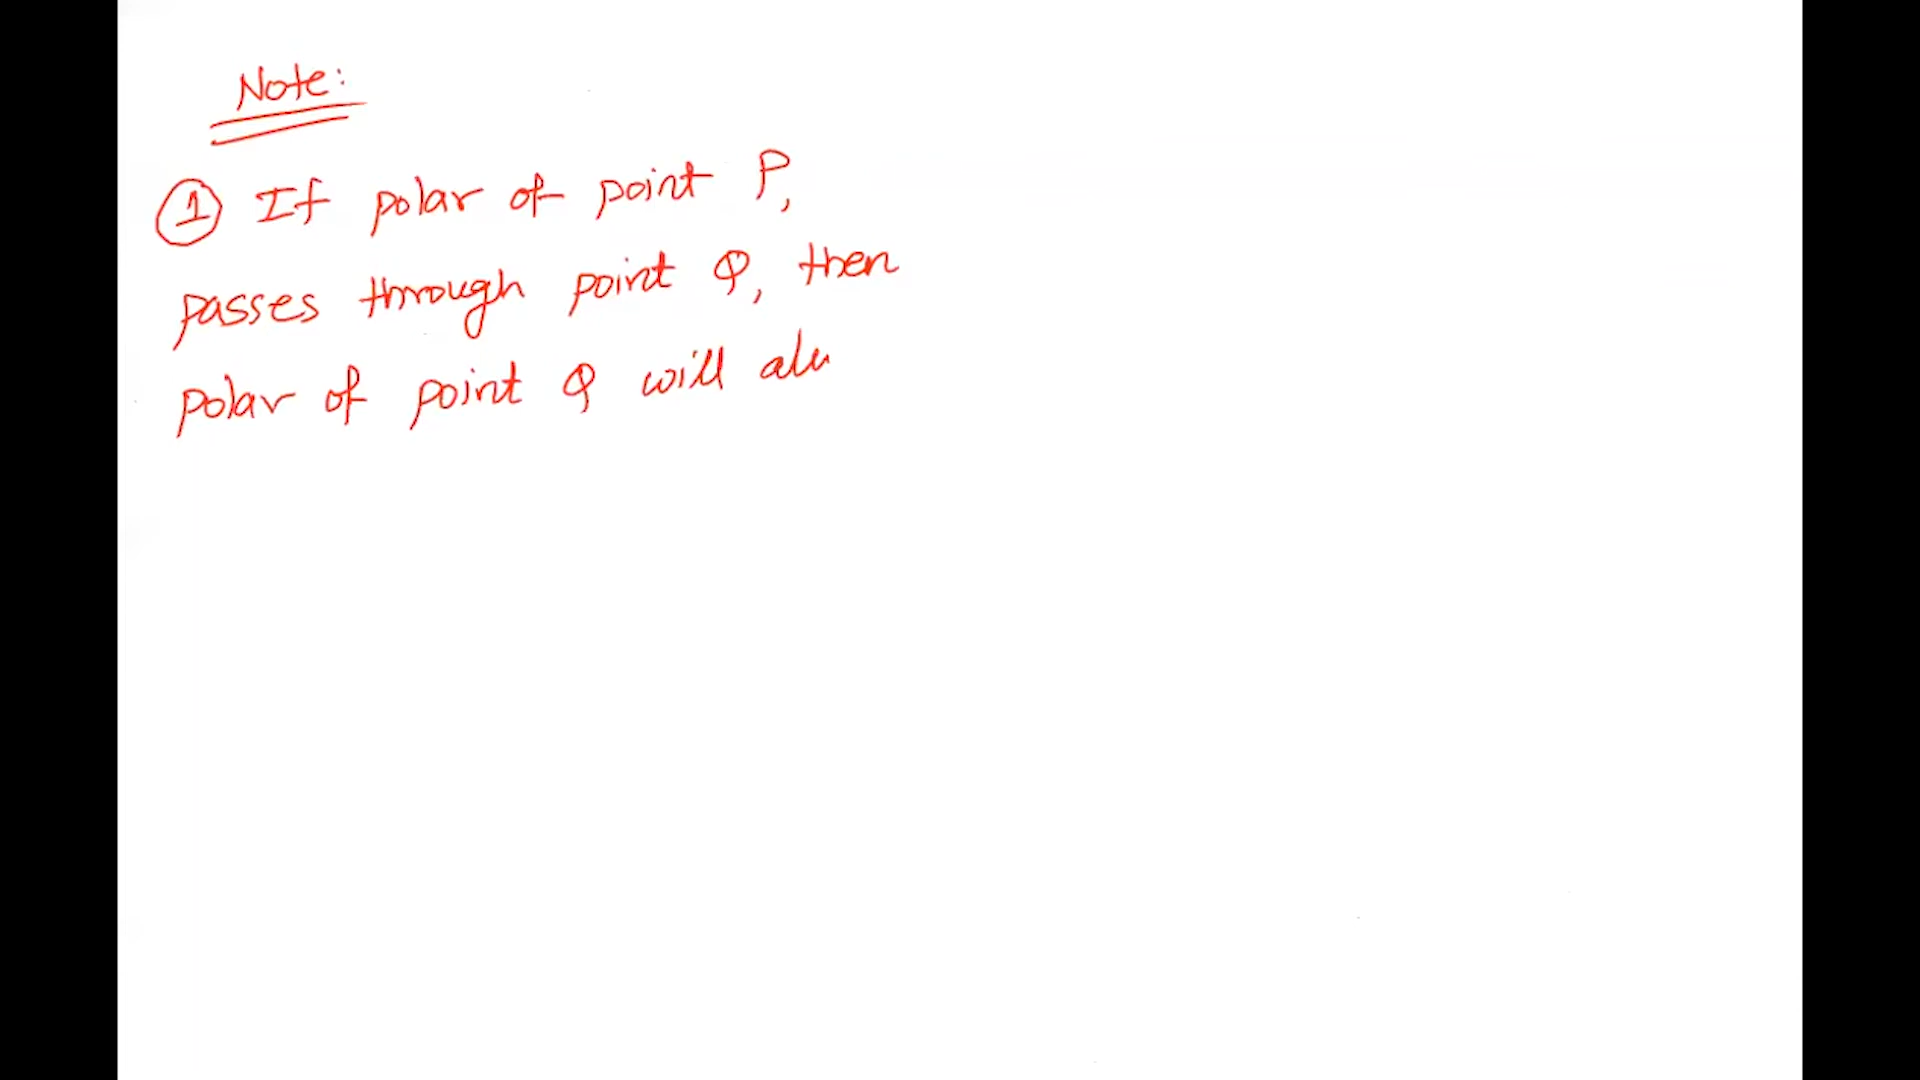 Note:
① If polar of point P,
passes through point Q, then
polar of point Q will